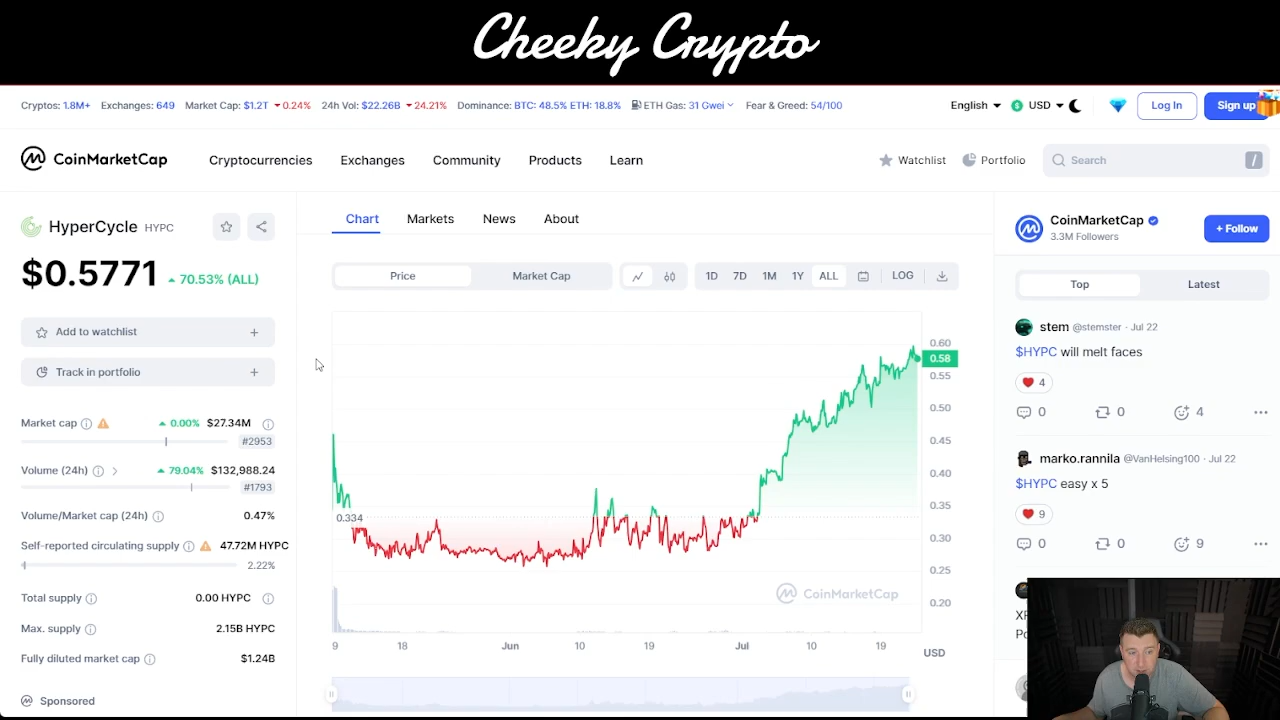 Cheeky Crypto
Cryptos: 1.8M+ Exchanges: 649 Market Cap: $1.2T 0.24% 24h Vol: $22.26B 24.21% Dominance: BTC: 48.5% ETH: 18.8% ETH Gas: 31 Gwei Fear & Greed: 54/100
English USD Log In Sign up
CoinMarketCap Cryptocurrencies Exchanges Community Products Learn Watchlist Portfolio Search /
HyperCycle HYPC
$0.5771 70.53% (ALL)
Add to watchlist +
Track in portfolio +
Market cap 0.00% $27.34M
#2953
Volume (24h) 79.04% $132,988.24
#1793
Volume/Market cap (24h) 0.47%
Self-reported circulating supply 47.72M HYPC
2.22%
Total supply 0.00 HYPC
Max. supply 2.15B HYPC
Fully diluted market cap $1.24B
Sponsored
Chart Markets News About
Price Market Cap 1D 7D 1M 1Y ALL LOG
0.60
0.58
0.55
0.50
0.45
0.40
0.35
0.334
0.30
0.25
0.20
CoinMarketCap
9 18 Jun 10 19 Jul 10 19
USD
CoinMarketCap
3.3M Followers
+ Follow
Top Latest
stem @stemster · Jul 22
$HYPC will melt faces
4
0 0 4
marko.rannila @VanHelsing100 · Jul 22
$HYPC easy x 5
9
0 0 9